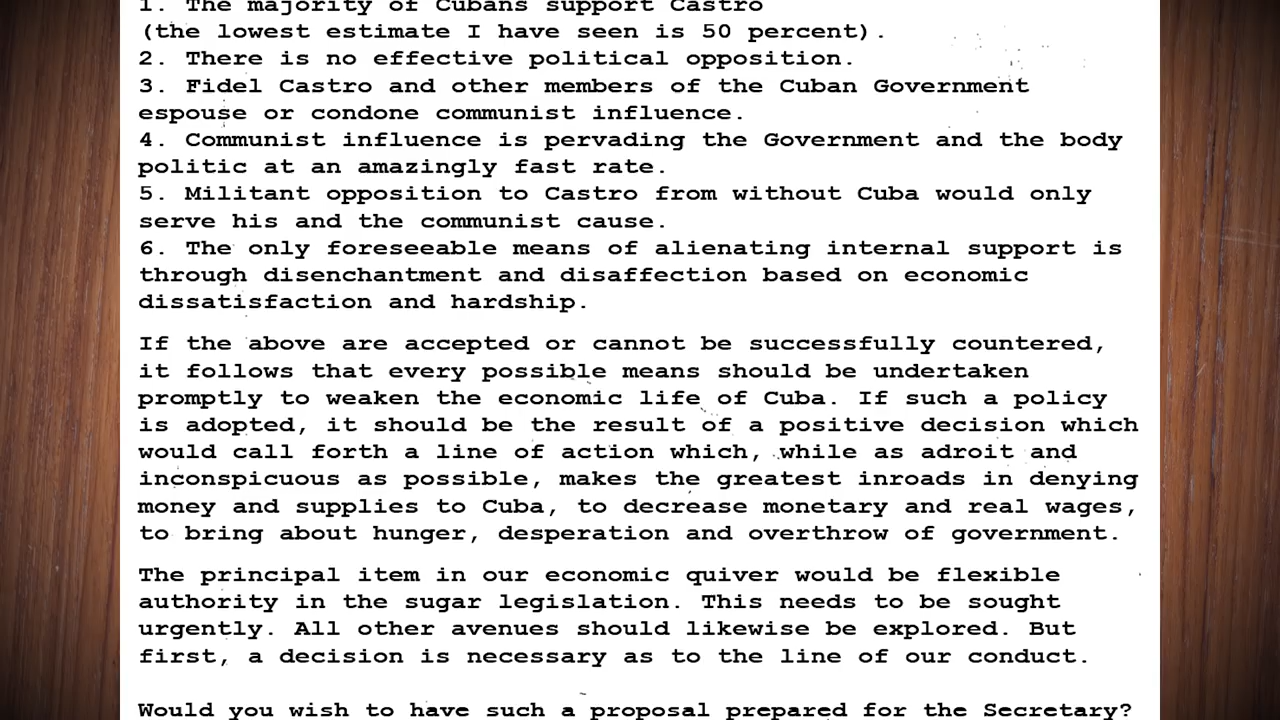 1. The majority of Cubans support Castro
(the lowest estimate I have seen is 50 percent).
2. There is no effective political opposition.
3. Fidel Castro and other members of the Cuban Government
espouse or condone communist influence.
4. Communist influence is pervading the Government and the body
politic at an amazingly fast rate.
5. Militant opposition to Castro from without Cuba would only
serve his and the communist cause.
6. The only foreseeable means of alienating internal support is
through disenchantment and disaffection based on economic
dissatisfaction and hardship.
If the above are accepted or cannot be successfully countered,
it follows that every possible means should be undertaken
promptly to weaken the economic life of Cuba. If such a policy
is adopted, it should be the result of a positive decision which
would call forth a line of action which, while as adroit and
inconspicuous as possible, makes the greatest inroads in denying
money and supplies to Cuba, to decrease monetary and real wages,
to bring about hunger, desperation and overthrow of government.
The principal item in our economic quiver would be flexible
authority in the sugar legislation. This needs to be sought
urgently. All other avenues should likewise be explored. But
first, a decision is necessary as to the line of our conduct.
Would you wish to have such a proposal prepared for the Secretary?